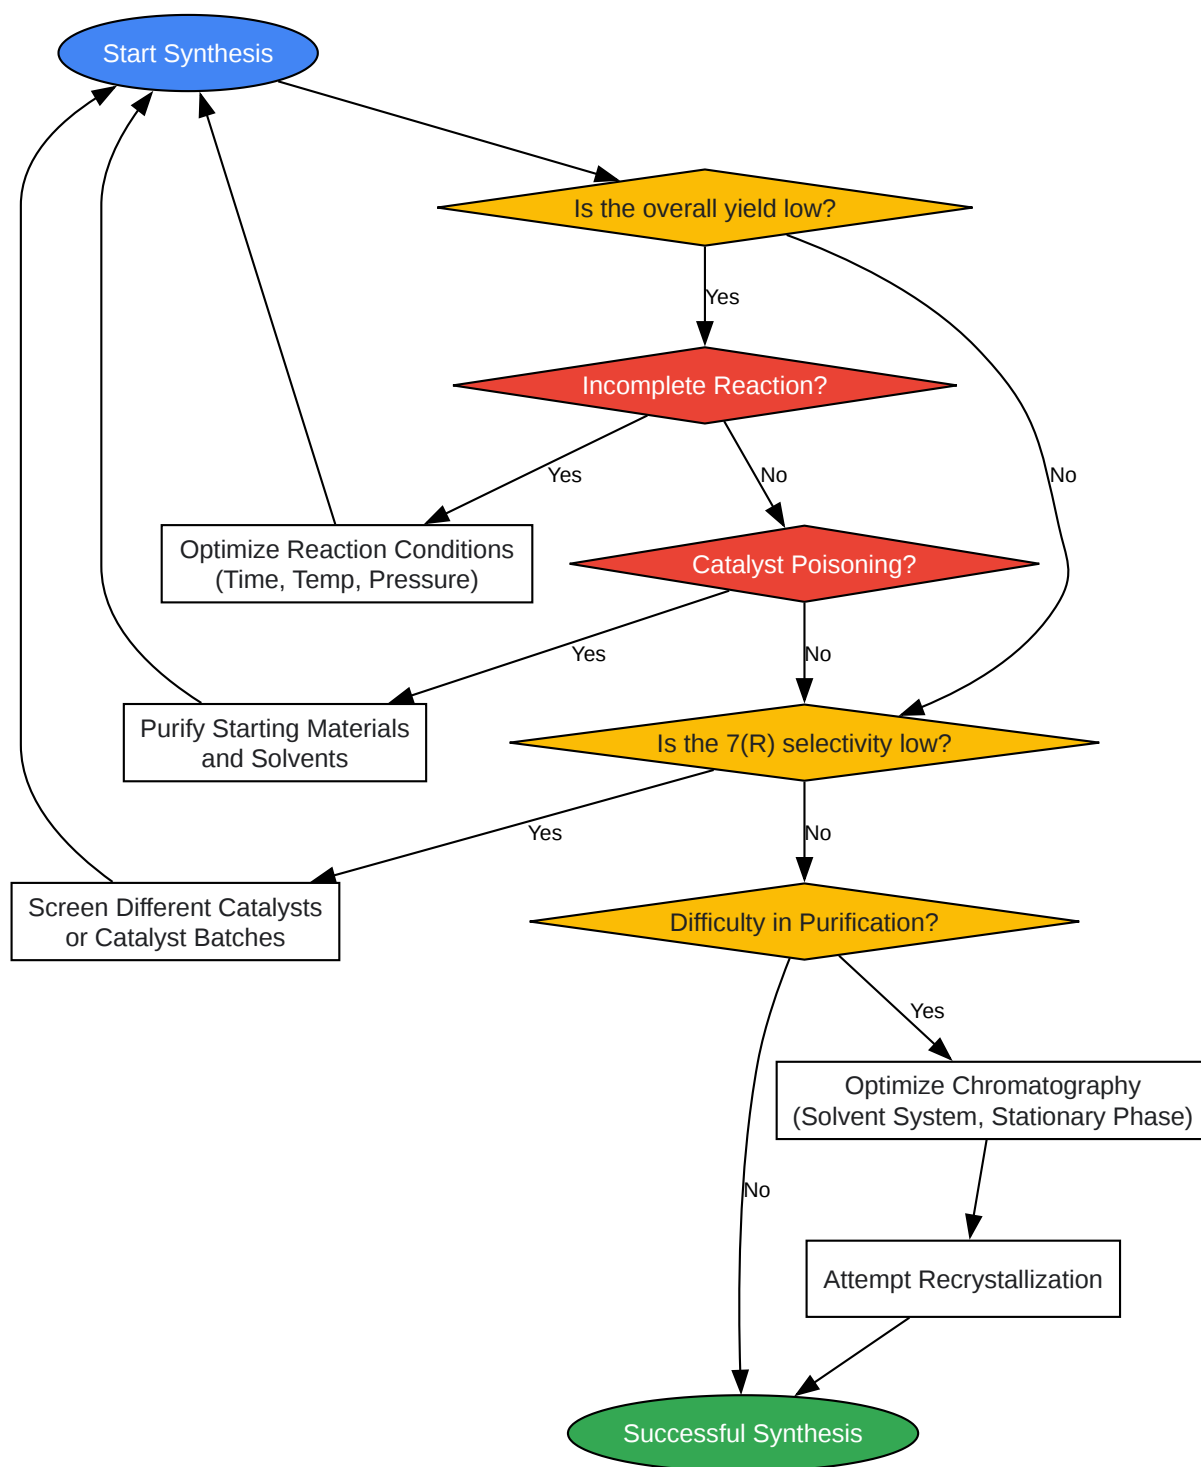 Start Synthesis
Is the overall yield low?
Yes
Incomplete Reaction?
Yes
No
No
Optimize Reaction Conditions
(Time, Temp, Pressure)
Catalyst Poisoning?
Yes
No
Purify Starting Materials
and Solvents
Is the 7(R) selectivity low?
Yes
No
Screen Different Catalysts
or Catalyst Batches
Difficulty in Purification?
Yes
Optimize Chromatography
(Solvent System, Stationary Phase)
No
Attempt Recrystallization
Successful Synthesis